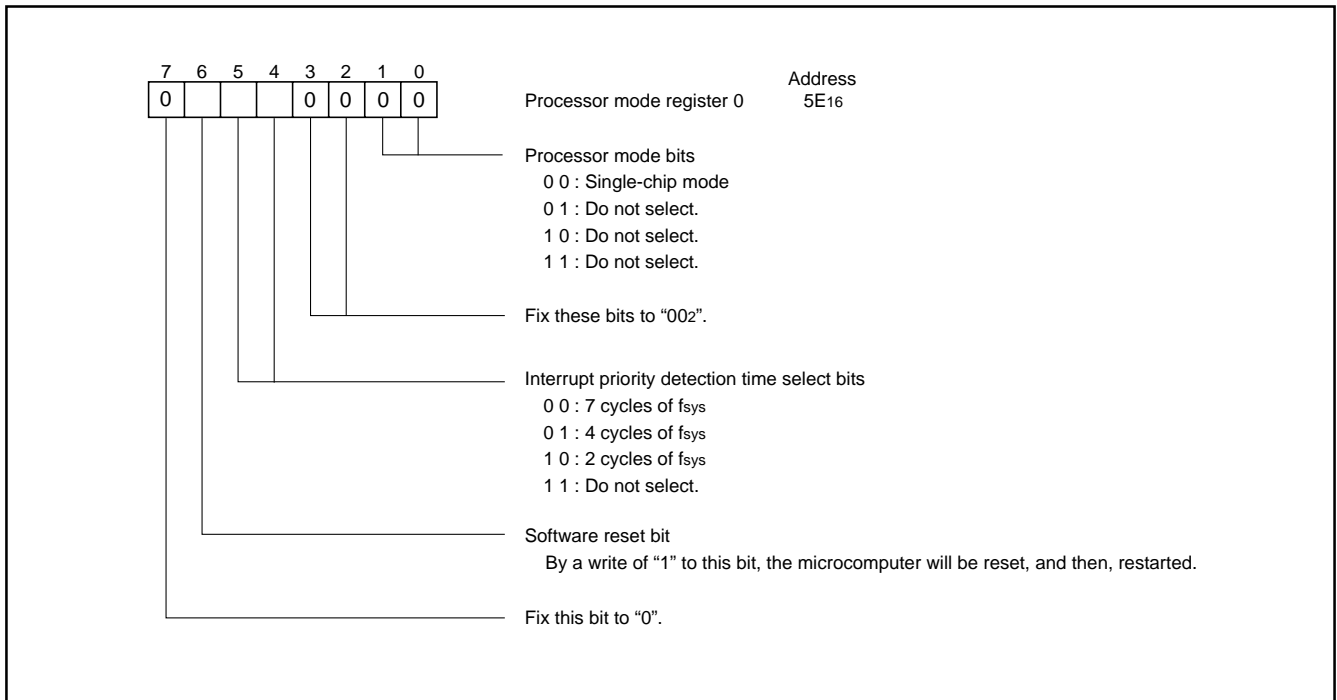 7 6 5 4 3 2 1 0
Address
0 0 0 0 0
Processor mode register 0 5E16
Processor mode bits
0 0 : Single-chip mode
0 1 : Do not select.
1 0 : Do not select.
1 1 : Do not select.
Fix these bits to “002”.
Interrupt priority detection time select bits
0 0 : 7 cycles of fsys
0 1 : 4 cycles of fsys
1 0 : 2 cycles of fsys
1 1 : Do not select.
Software reset bit
By a write of “1” to this bit, the microcomputer will be reset, and then, restarted.
Fix this bit to “0”.